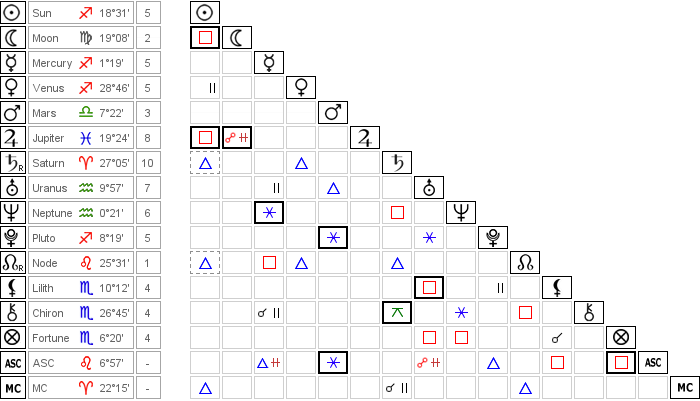 Sun 18°31' 5
Moon 19°08' 2
Mercury 1°19' 5
Venus 28°46' 5
Mars 7°22' 3
Jupiter 19°24' 8
Saturn 27°05' 10
R
Uranus 9°57' 7
Neptune 0°21' 6
Pluto 8°19' 5
Node 25°31' 1
R
Lilith 10°12' 4
Chiron 26°45' 4
Fortune 6°20' 4
ASC ASC 6°57' - ASC
MC MC 22°15' - MC